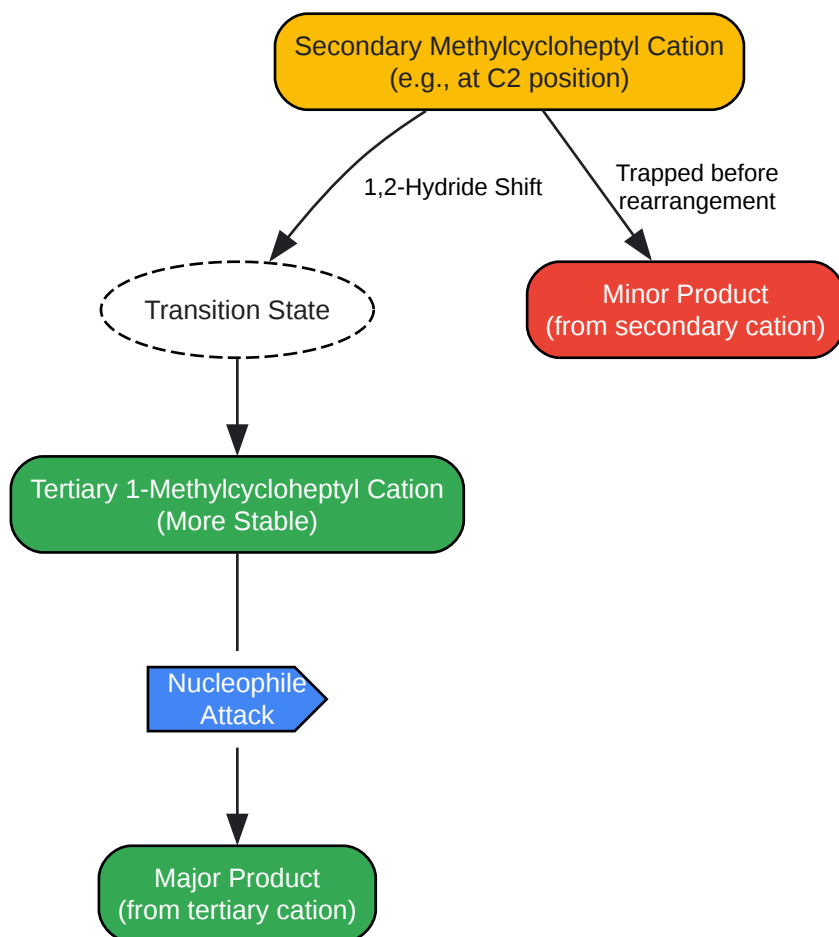 Secondary Methylcycloheptyl Cation
(e.g., at C2 position)
1,2-Hydride Shift
Trapped before
rearrangement
Transition State
Minor Product
(from secondary cation)
Tertiary 1-Methylcycloheptyl Cation
(More Stable)
Nucleophile
Attack
Major Product
(from tertiary cation)